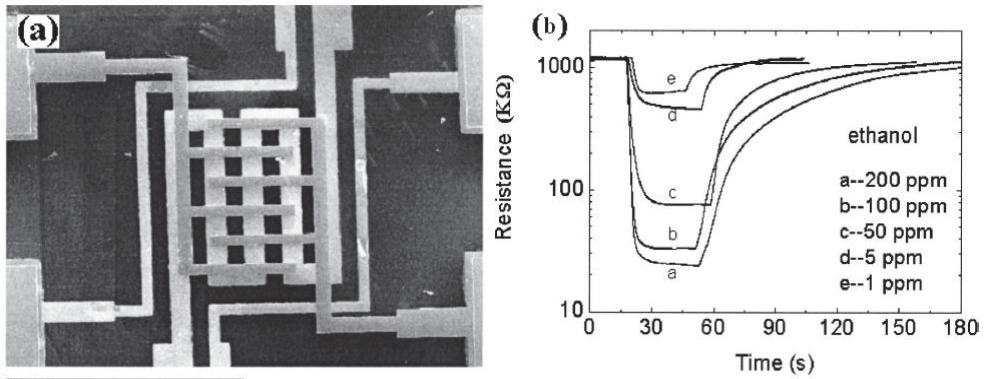 (a)
(b)
Resistance (KΩ)
1000
100
10
e
d
c
b
a
ethanol
a--200 ppm
b--100 ppm
c--50 ppm
d--5 ppm
e--1 ppm
0 30 60 90 120 150 180
Time (s)